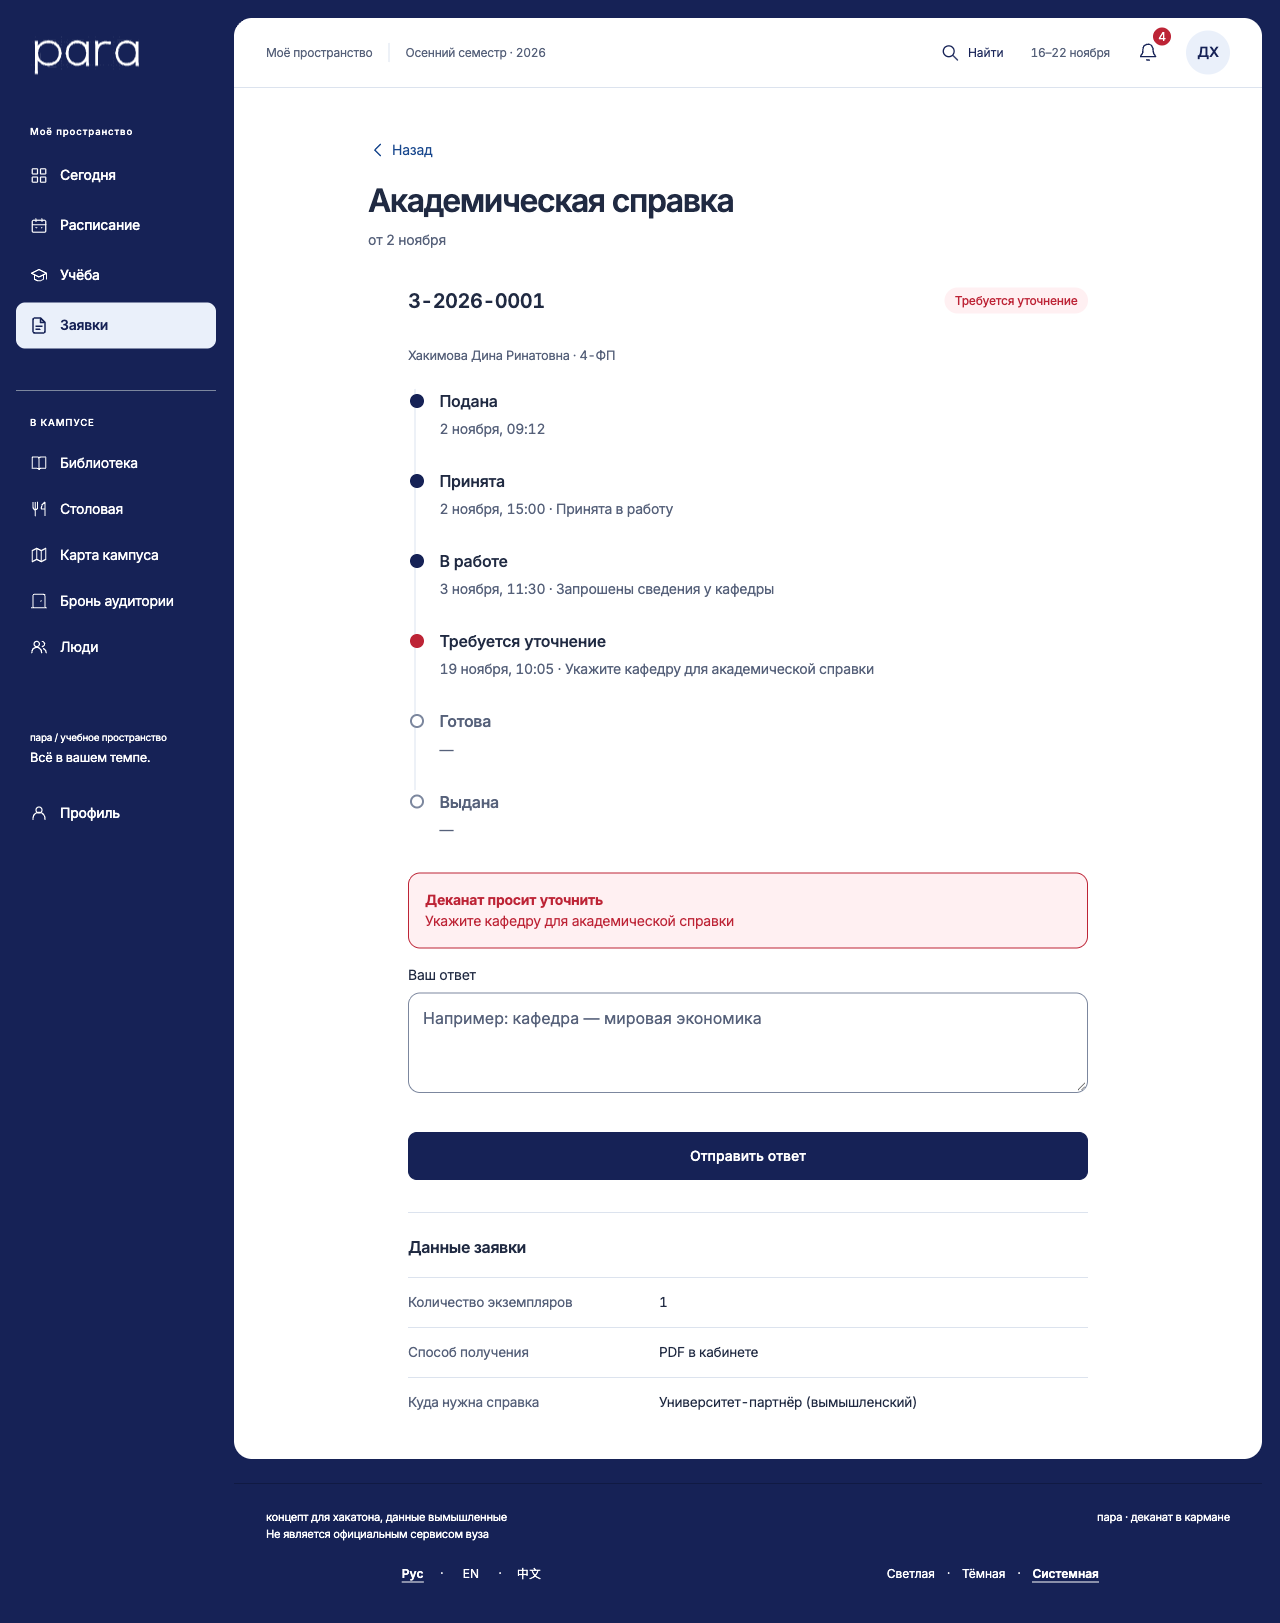 para
Моё пространство
Сегодня
Расписание
Учёба
Заявки
В КАМПУСЕ
Библиотека
Столовая
Карта кампуса
Бронь аудитории
Люди
пара / учебное пространство
Всё в вашем темпе.
Профиль
Моё пространство
Осенний семестр · 2026
Найти
16–22 ноября
4
ДХ
Назад
Академическая справка
от 2 ноября
З-2026-0001
Требуется уточнение
Хакимова Дина Ринатовна · 4-ФП
Подана
2 ноября, 09:12
Принята
2 ноября, 15:00 · Принята в работу
В работе
3 ноября, 11:30 · Запрошены сведения у кафедры
Требуется уточнение
19 ноября, 10:05 · Укажите кафедру для академической справки
Готова
—
Выдана
—
Деканат просит уточнить
Укажите кафедру для академической справки
Ваш ответ
Например: кафедра — мировая экономика
Отправить ответ
Данные заявки
Количество экземпляров 1
Способ получения PDF в кабинете
Куда нужна справка Университет-партнёр (вымышленский)
концепт для хакатона, данные вымышленные
Не является официальным сервисом вуза
пара · деканат в кармане
Рус · EN · 中文
Светлая · Тёмная · Системная